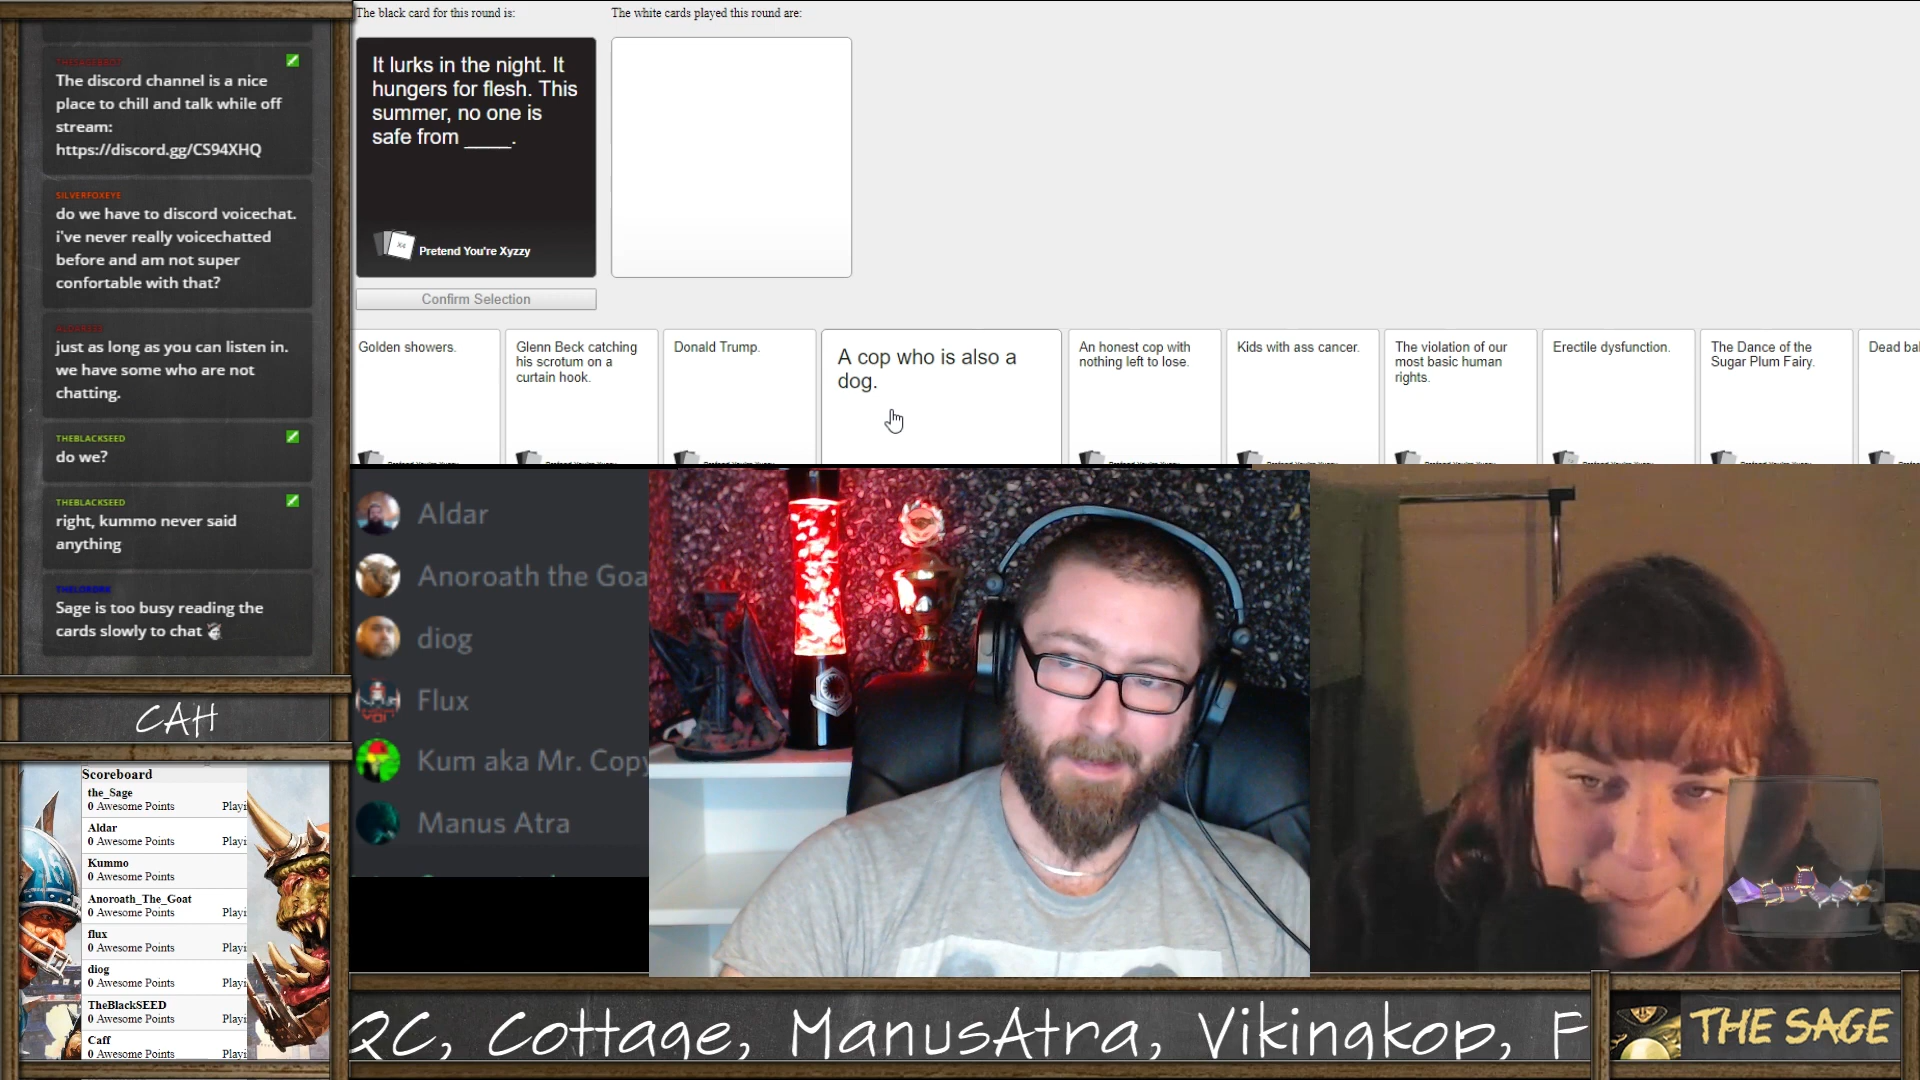 The black card for this round is:
The white cards played this round are:
It lurks in the night. It
hungers for flesh. This
summer, no one is
safe from ____.
Pretend You're Xyzzy
Confirm Selection
Golden showers.
Glenn Beck catching
his scrotum on a
curtain hook.
Donald Trump.
A cop who is also a
dog.
An honest cop with
nothing left to lose.
Kids with ass cancer.
The violation of our
most basic human
rights.
Erectile dysfunction.
The Dance of the
Sugar Plum Fairy.
Dead ba
The discord channel is a nice
place to chill and talk while off
stream:
https://discord.gg/CS94XHQ
SILVERFOXEYE
do we have to discord voicechat.
i've never really voicechatted
before and am not super
confortable with that?
just as long as you can listen in.
we have some who are not
chatting.
THEBLACKSEED
do we?
THEBLACKSEED
right, kummo never said
anything
Sage is too busy reading the
cards slowly to chat
CAH
Scoreboard
the_Sage
0 Awesome Points Playi
Aldar
0 Awesome Points Playi
Kummo
0 Awesome Points
Anoroath_The_Goat
0 Awesome Points Playi
flux
0 Awesome Points Playi
diog
0 Awesome Points Playi
TheBlackSEED
0 Awesome Points Playi
Caff
0 Awesome Points Playi
Aldar
Anoroath the Goa
diog
Flux
Kum aka Mr. Copy
Manus Atra
QC, Cottage, ManusAtra, Vikingkop, F
THE SAGE